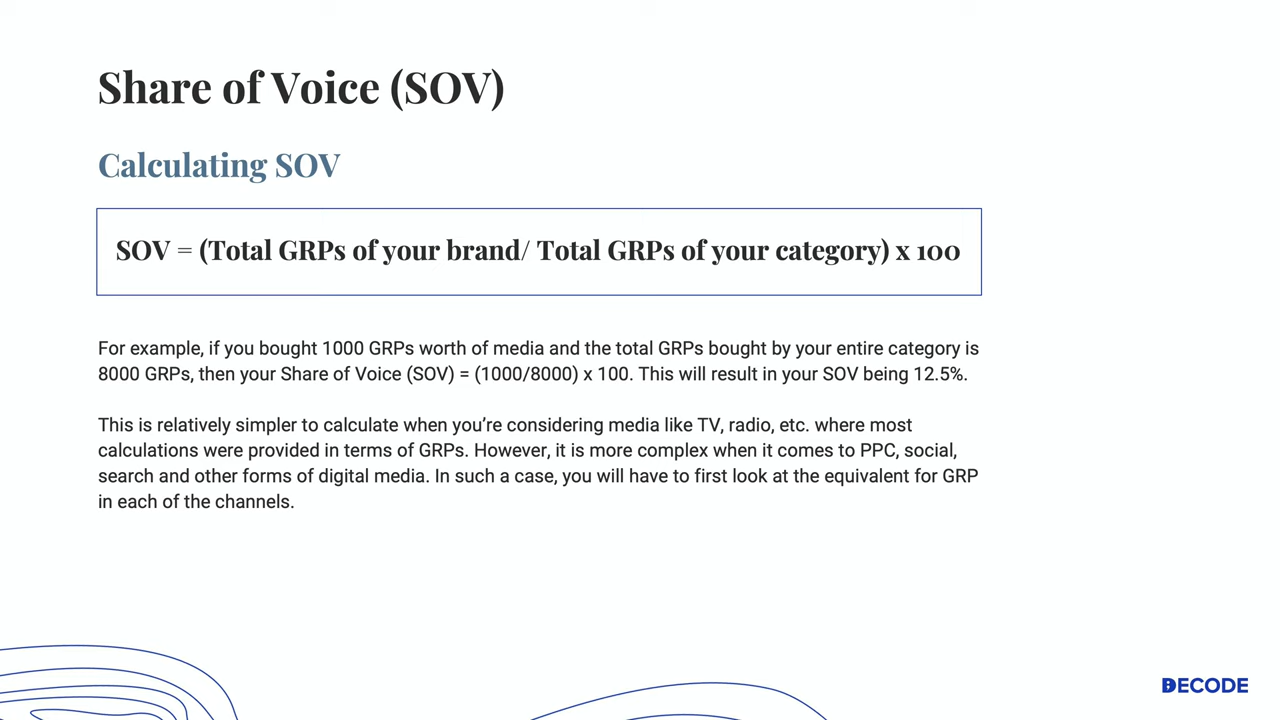 Share of Voice (SOV)
Calculating SOV
SOV = (Total GRPs of your brand/ Total GRPs of your category) x 100
For example, if you bought 1000 GRPs worth of media and the total GRPs bought by your entire category is
8000 GRPs, then your Share of Voice (SOV) = (1000/8000) x 100. This will result in your SOV being 12.5%.
This is relatively simpler to calculate when you’re considering media like TV, radio, etc. where most
calculations were provided in terms of GRPs. However, it is more complex when it comes to PPC, social,
search and other forms of digital media. In such a case, you will have to first look at the equivalent for GRP
in each of the channels.
DECODE